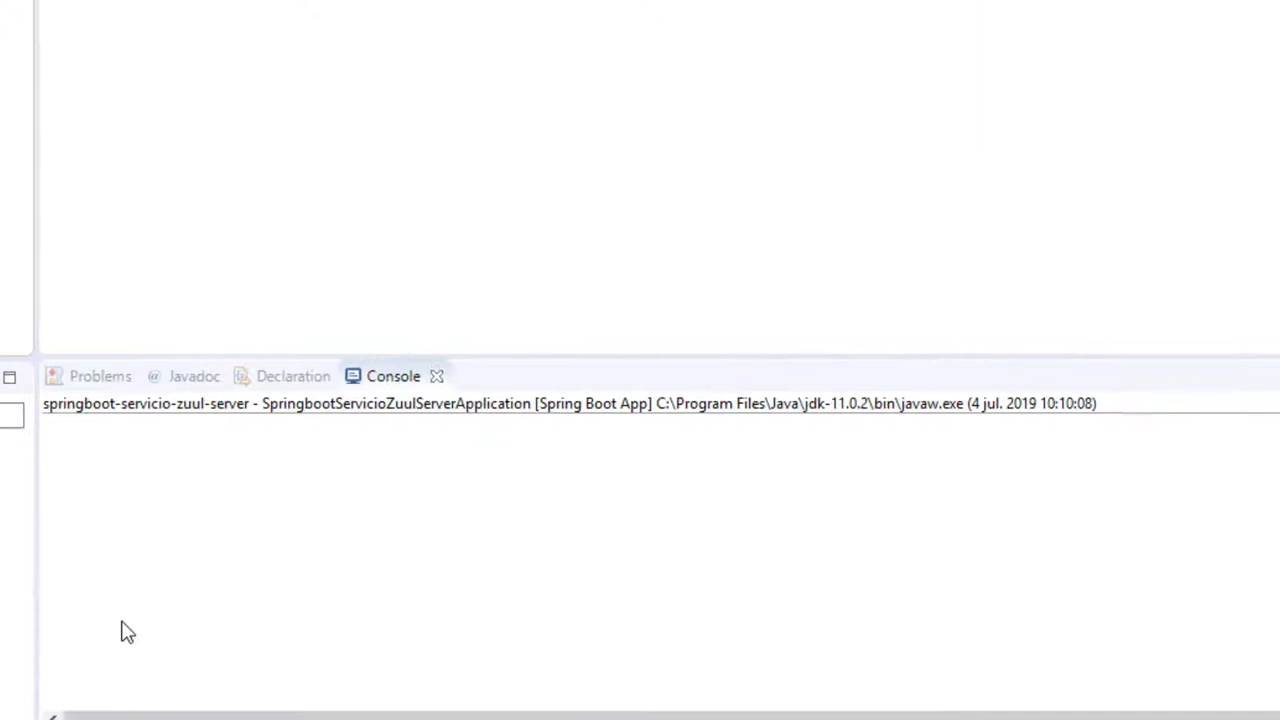 Problems @ Javadoc Declaration Console
springboot-servicio-zuul-server - SpringbootServicioZuulServerApplication [Spring Boot App] C:\Program Files\Java\jdk-11.0.2\bin\javaw.exe (4 jul. 2019 10:10:08)